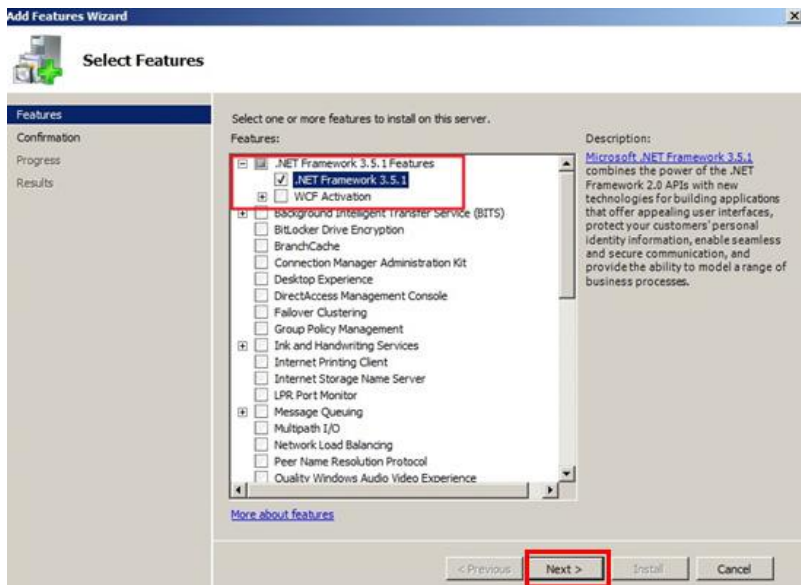 Add Features Wizard
Select Features
Features
Confirmation
Progress
Results
Select one or more features to install on this server.
Features:
.NET Framework 3.5.1 Features
.NET Framework 3.5.1
WCF Activation
Background Intelligent Transfer Service (BITS)
BitLocker Drive Encryption
BranchCache
Connection Manager Administration Kit
Desktop Experience
DirectAccess Management Console
Failover Clustering
Group Policy Management
Ink and Handwriting Services
Internet Printing Client
Internet Storage Name Server
LPR Port Monitor
Message Queuing
Multipath I/O
Network Load Balancing
Peer Name Resolution Protocol
Quality Windows Audio Video Experience
More about features
Description:
Microsoft .NET Framework 3.5.1
combines the power of the .NET
Framework 2.0 APIs with new
technologies for building applications
that offer appealing user interfaces,
protect your customers' personal
identity information, enable seamless
and secure communication, and
provide the ability to model a range of
business processes.
< Previous
Next >
Install
Cancel